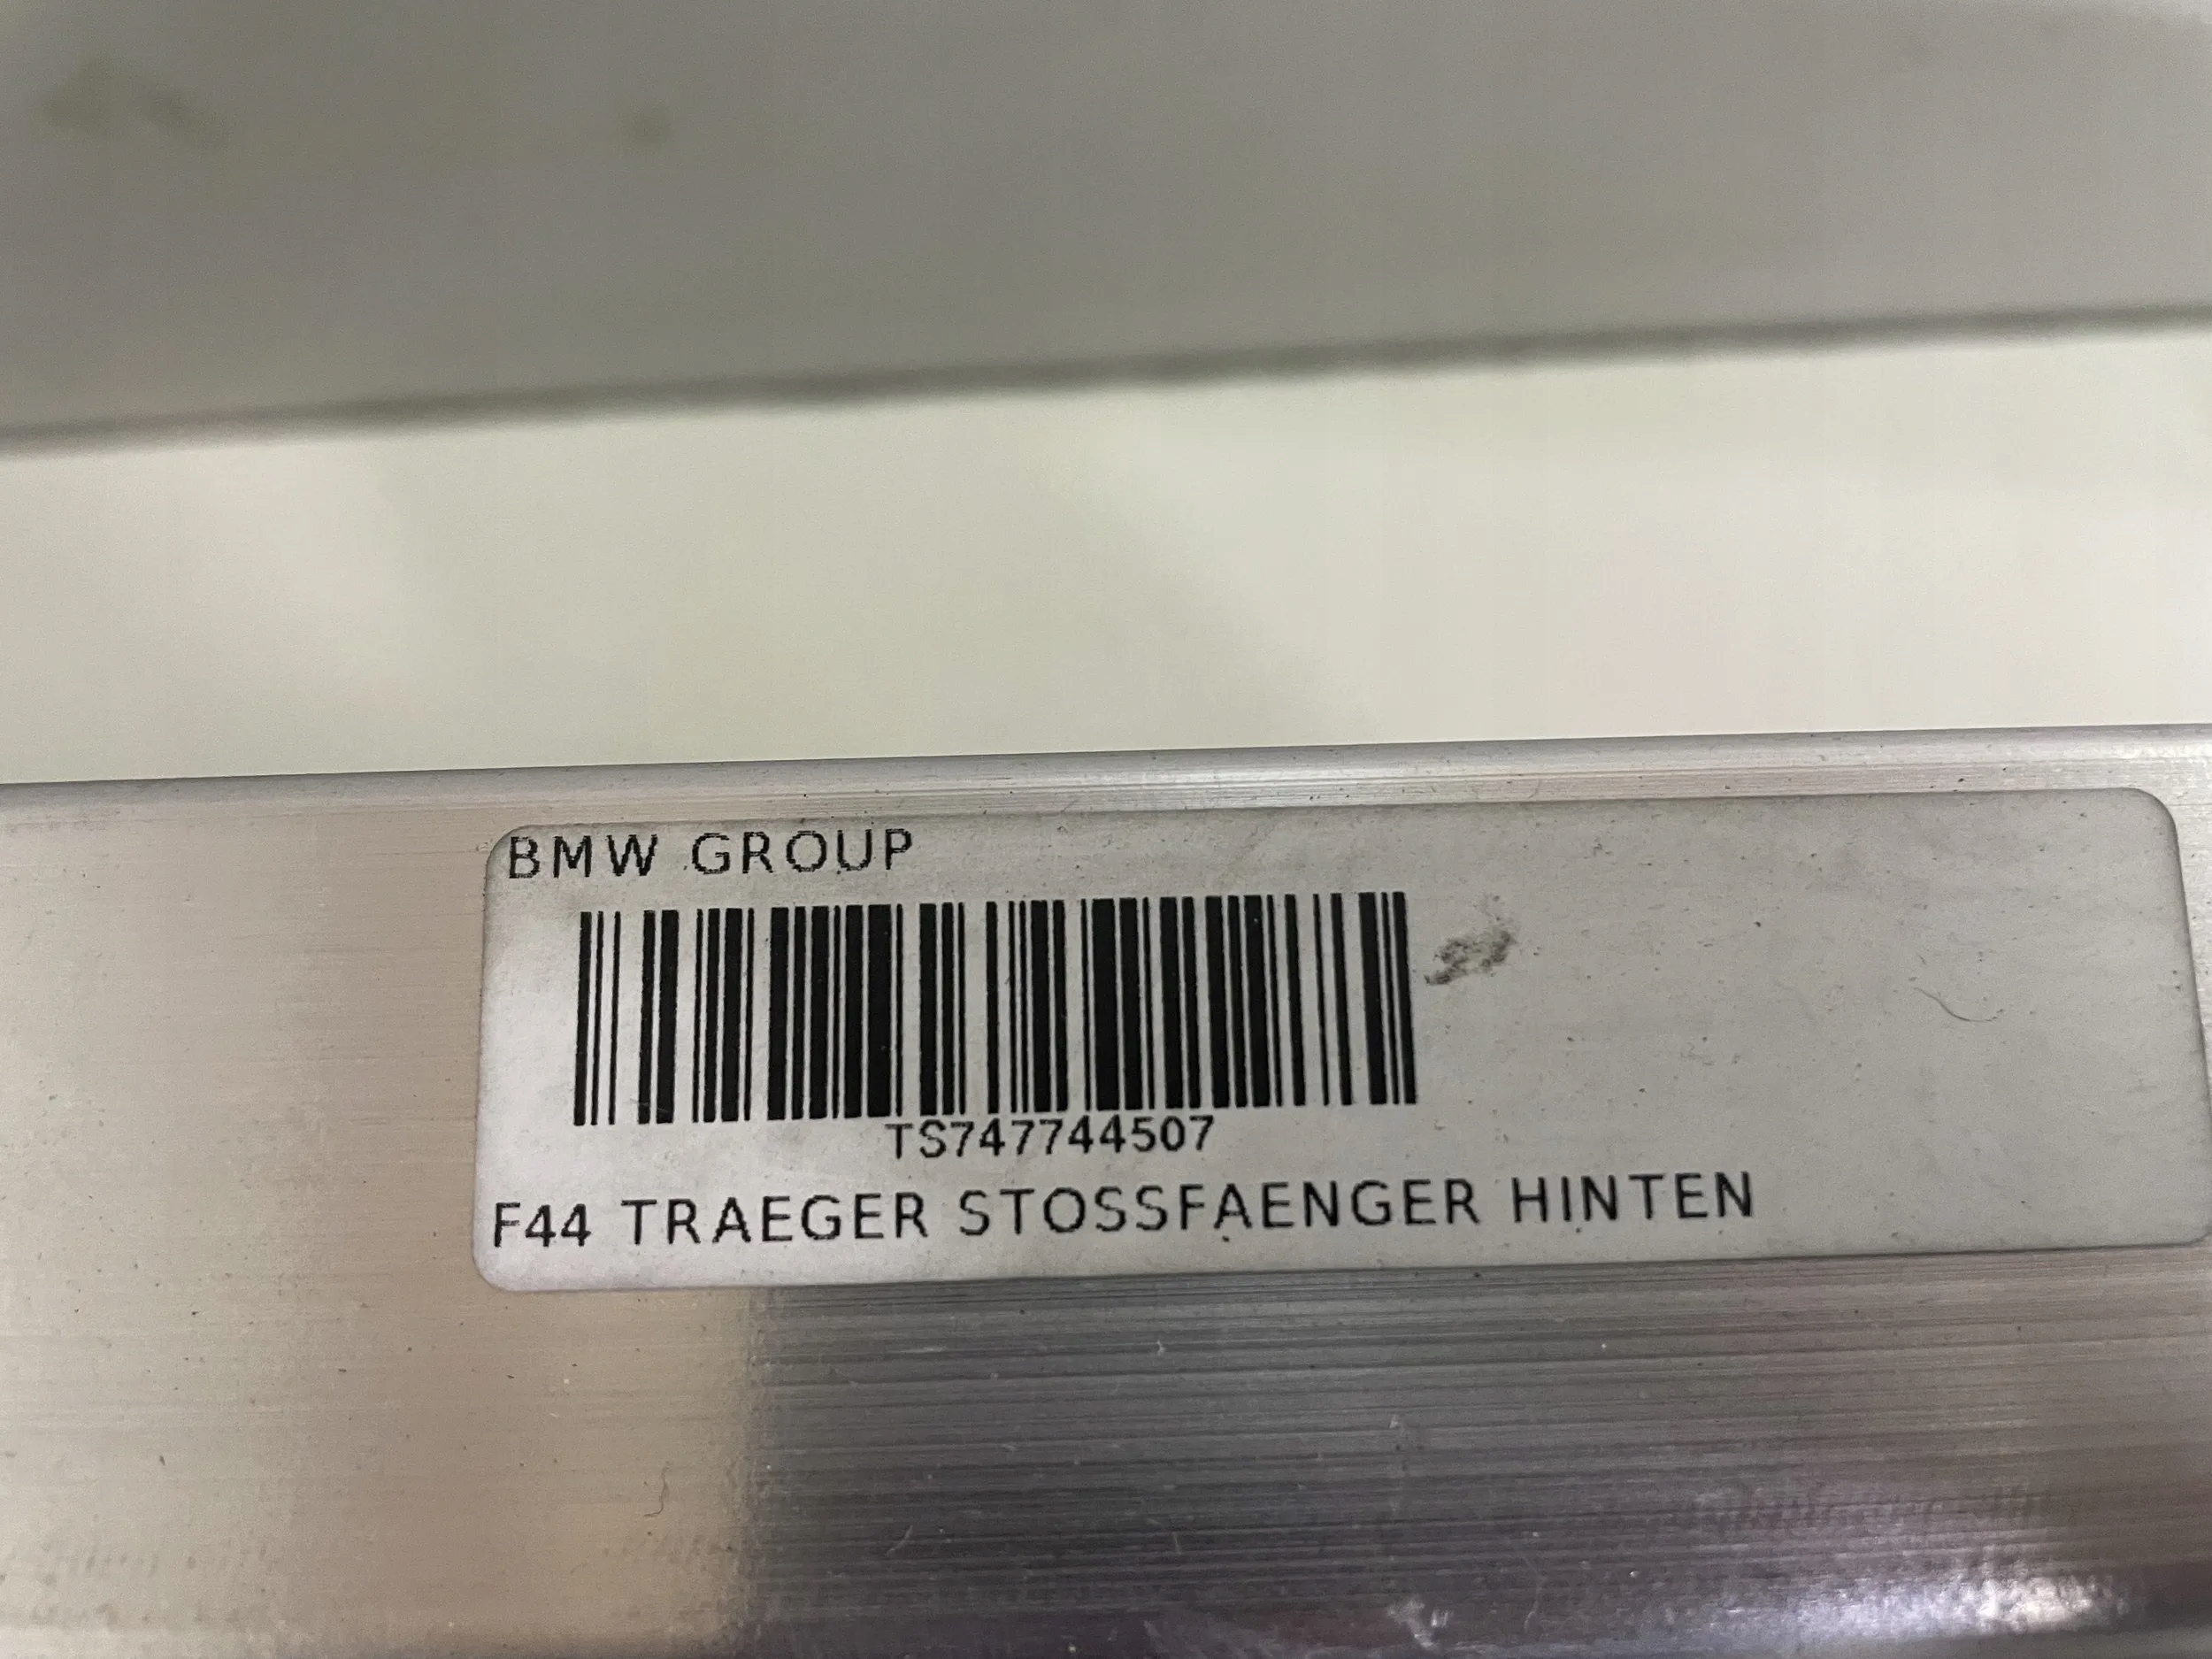 BMW GROUP
TS747744507
F44 TRAEGER STOSSFAENGER HINTEN